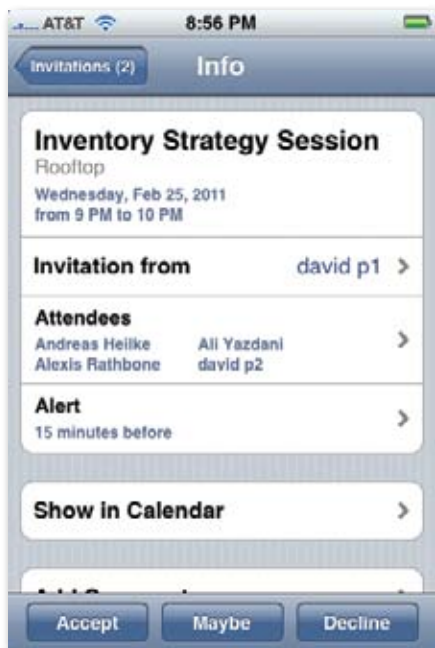 AT&T 8:56 PM
Invitations (2) Info
Inventory Strategy Session
Rooftop
Wednesday, Feb 25, 2011
from 9 PM to 10 PM
Invitation from david p1
Attendees
Andreas Heilke Ali Yazdani
Alexis Rathbone david p2
Alert
15 minutes before
Show in Calendar
Accept Maybe Decline